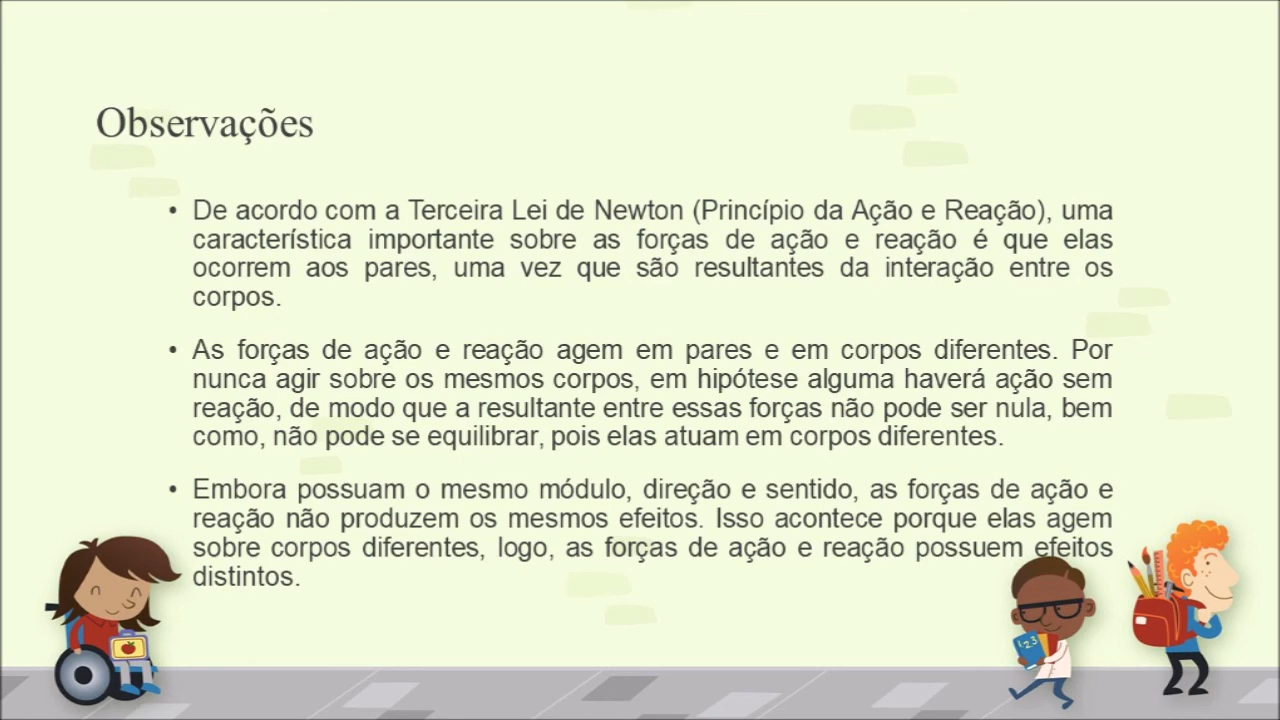 Observações
• De acordo com a Terceira Lei de Newton (Princípio da Ação e Reação), uma
característica importante sobre as forças de ação e reação é que elas
ocorrem aos pares, uma vez que são resultantes da interação entre os
corpos.
• As forças de ação e reação agem em pares e em corpos diferentes. Por
nunca agir sobre os mesmos corpos, em hipótese alguma haverá ação sem
reação, de modo que a resultante entre essas forças não pode ser nula, bem
como, não pode se equilibrar, pois elas atuam em corpos diferentes.
• Embora possuam o mesmo módulo, direção e sentido, as forças de ação e
reação não produzem os mesmos efeitos. Isso acontece porque elas agem
sobre corpos diferentes, logo, as forças de ação e reação possuem efeitos
distintos.
123